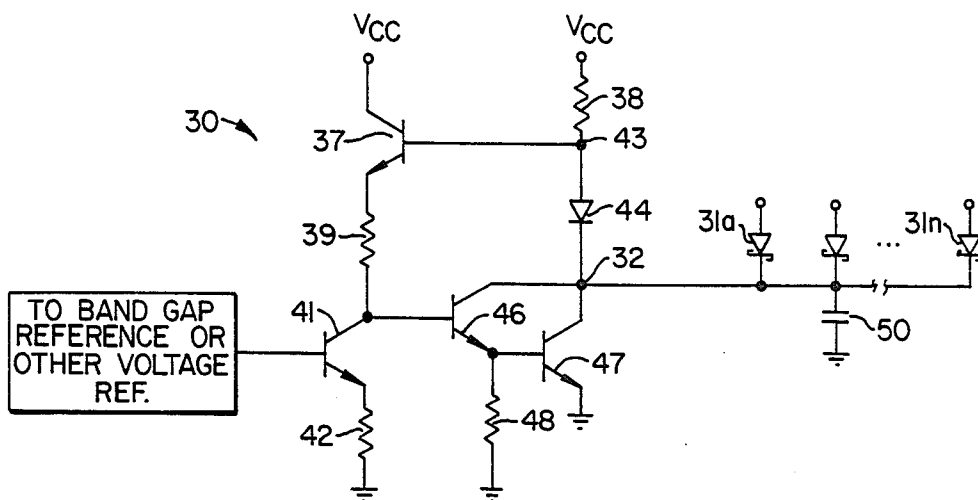 VCC
VCC
30
37
38
43
44
39
31a
31n
...
32
TO BAND GAP
REFERENCE OR
OTHER VOLTAGE
REF.
41
46
50
47
42
48